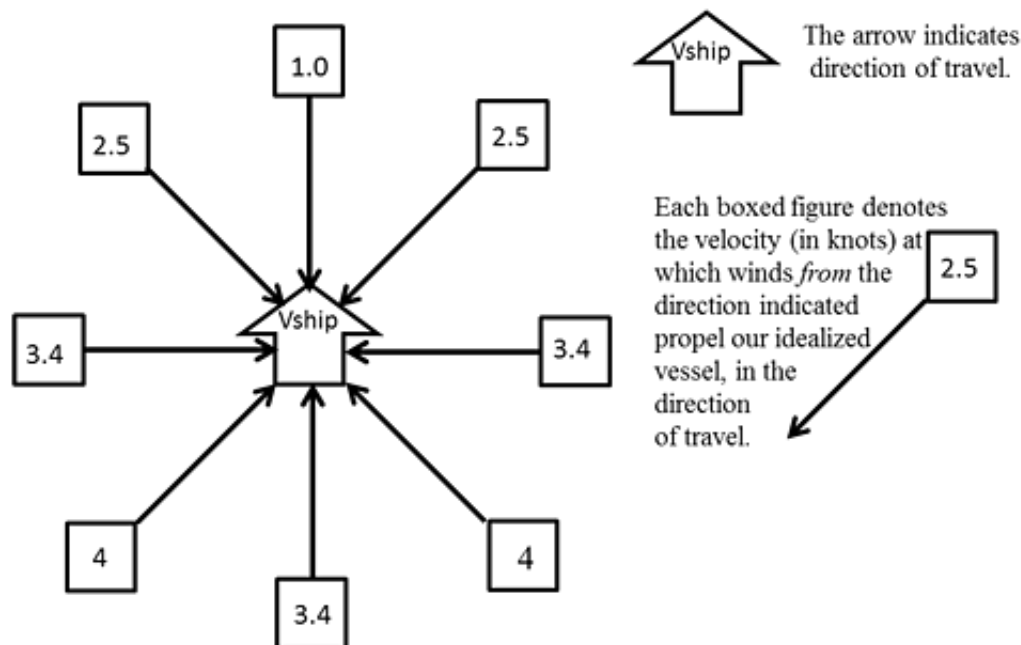 1.0
2.5
2.5
Vship
3.4
3.4
4
4
3.4
Vship
The arrow indicates
direction of travel.
Each boxed figure denotes
the velocity (in knots) at
which winds from the
direction indicated
propel our idealized
vessel, in the
direction
of travel.
2.5